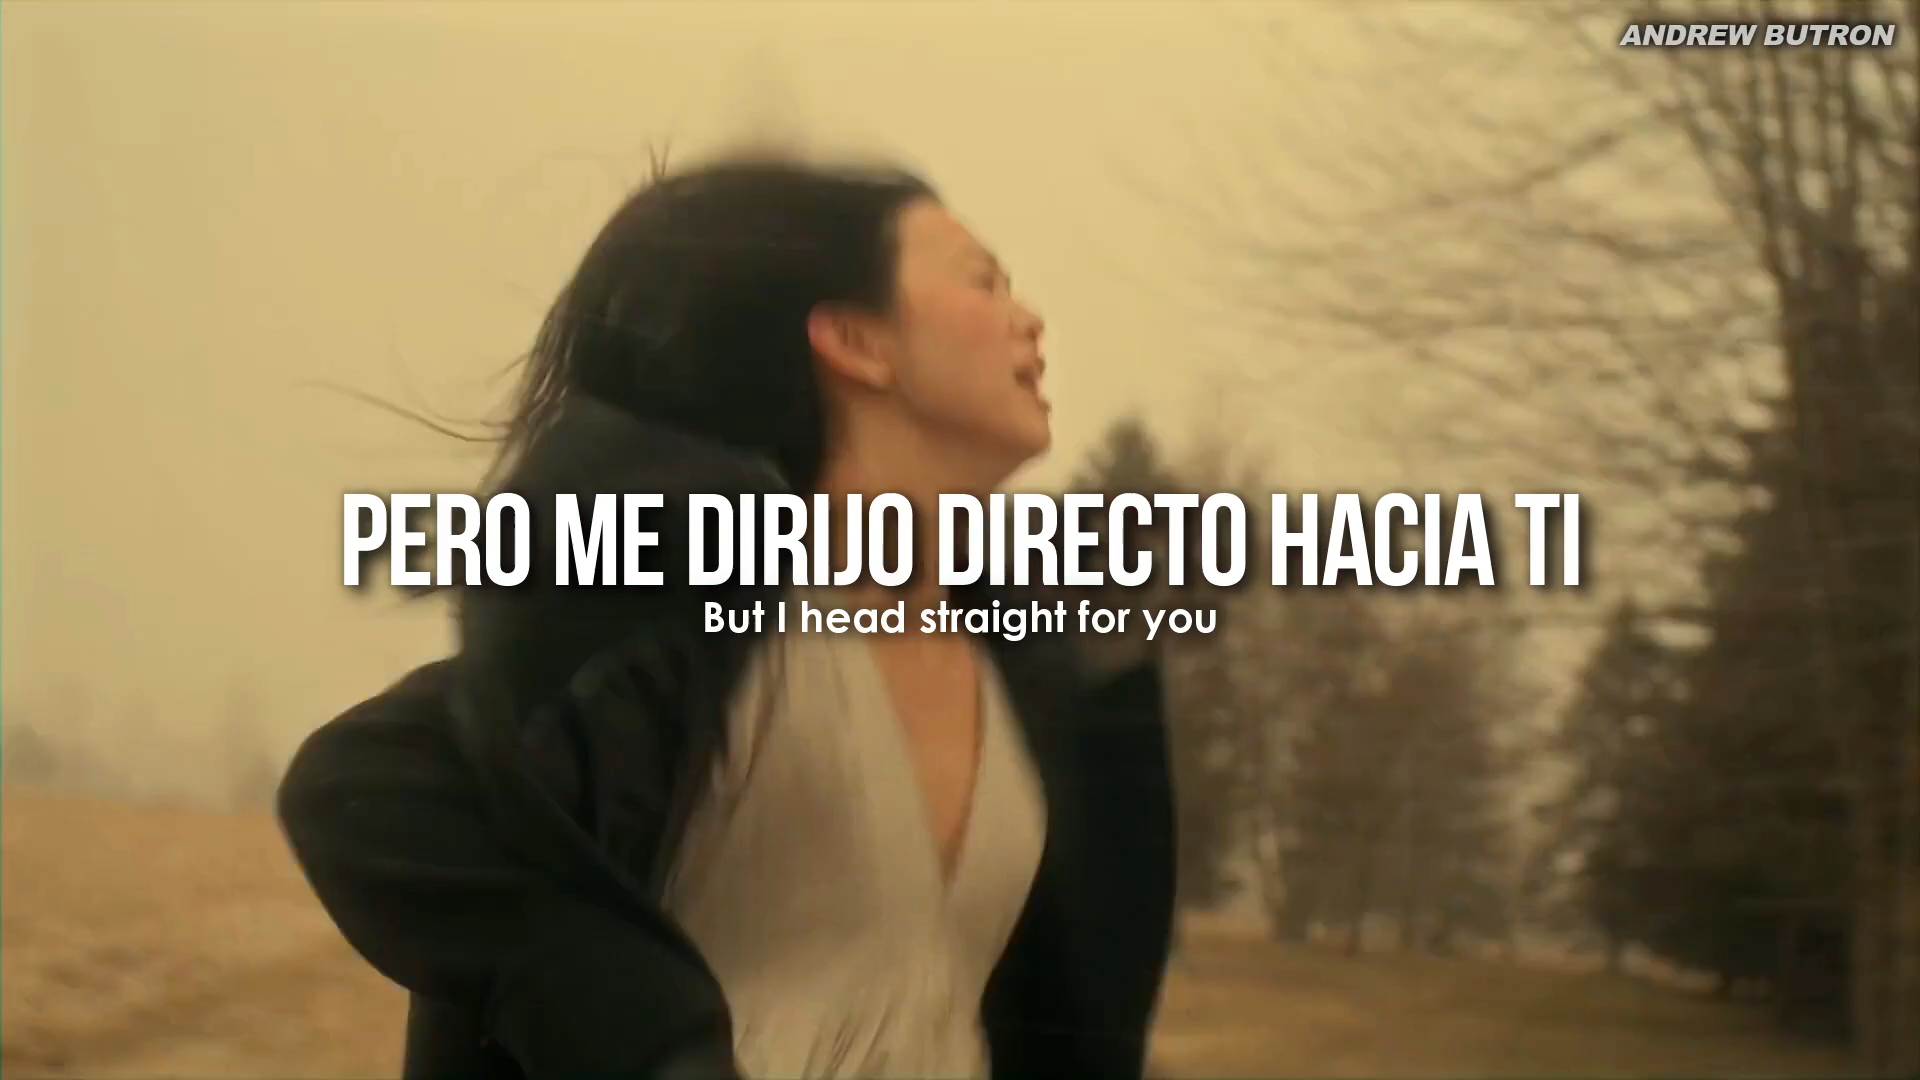 ANDREW BUTRON
PERO ME DIRIJO DIRECTO HACIA TI
But I head straight for you